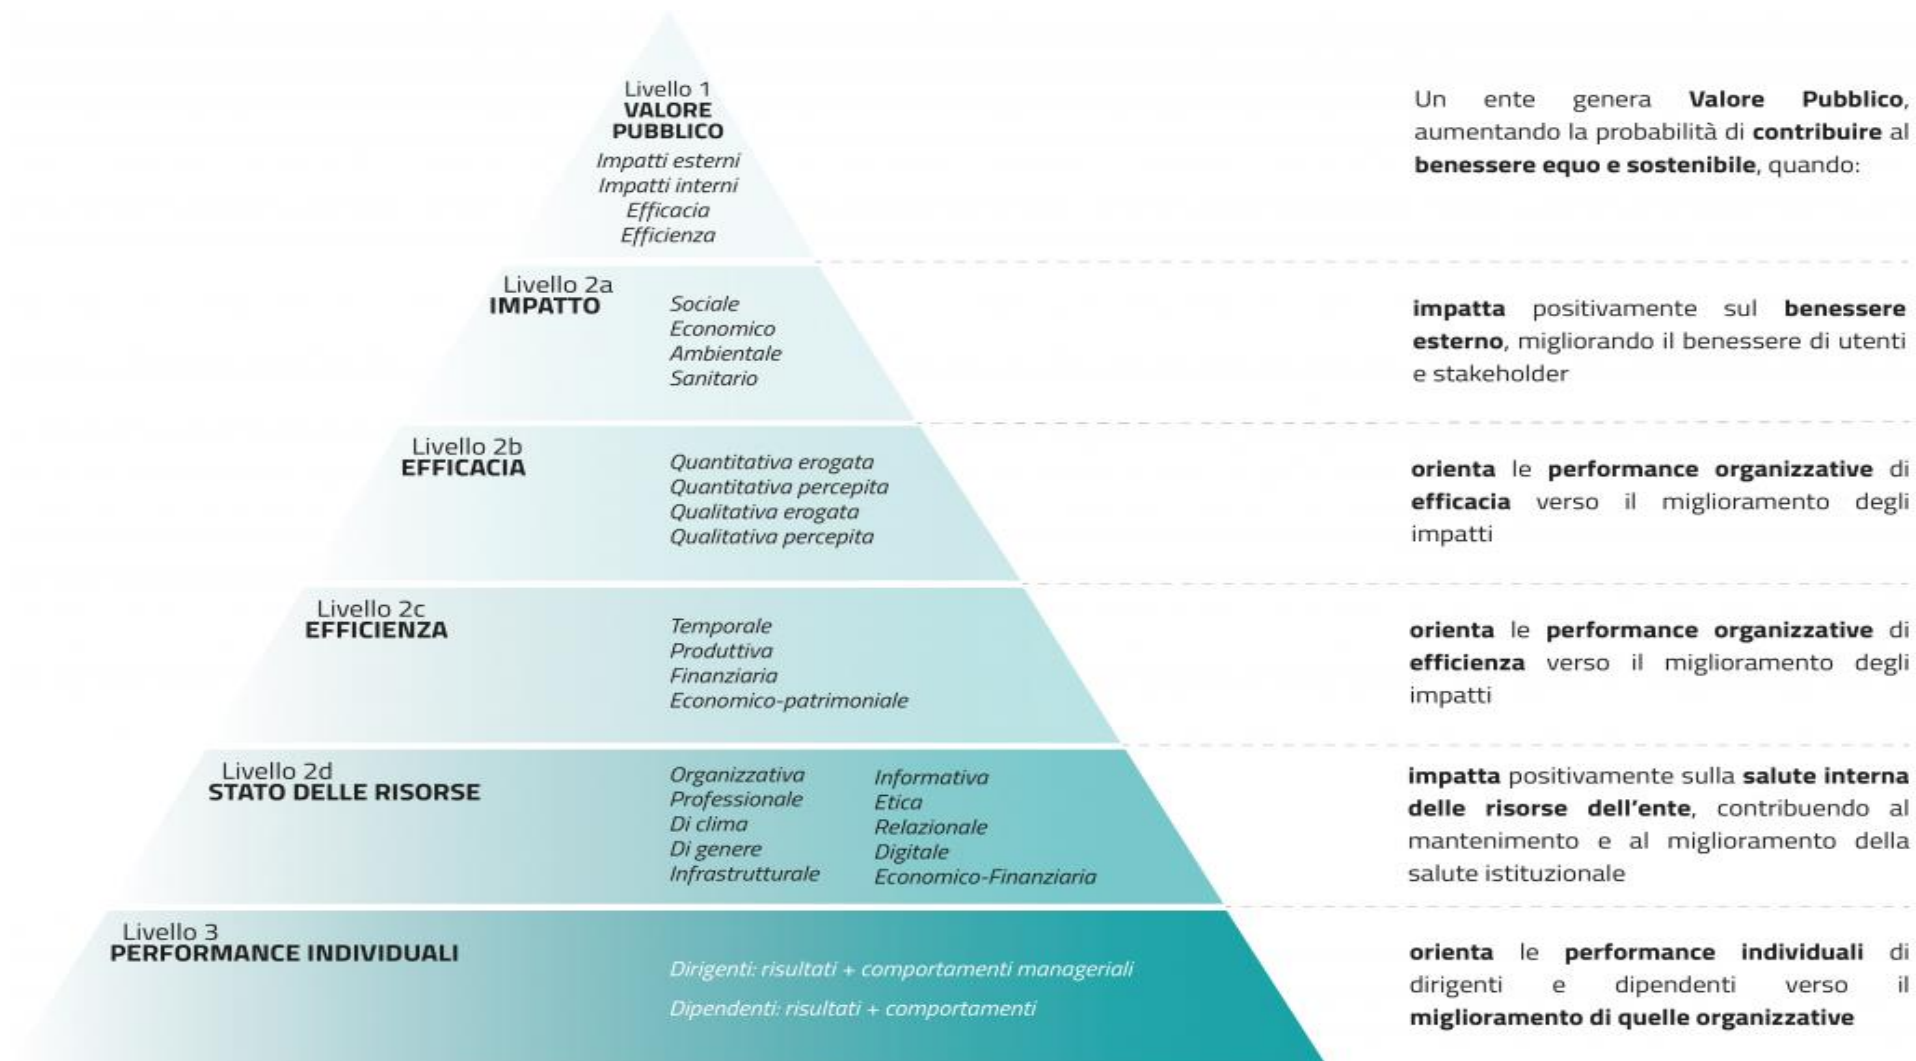 Livello 1
VALORE
PUBBLICO
Impatti esterni
Impatti interni
Efficacia
Efficienza
Un ente genera Valore Pubblico,
aumentando la probabilità di contribuire al
benessere equo e sostenibile, quando:
Livello 2a
IMPATTO
Sociale
Economico
Ambientale
Sanitario
impatta positivamente sul benessere
esterno, migliorando il benessere di utenti
e stakeholder
Livello 2b
EFFICACIA
Quantitativa erogata
Quantitativa percepita
Qualitativa erogata
Qualitativa percepita
orienta le performance organizzative di
efficacia verso il miglioramento degli
impatti
Livello 2c
EFFICIENZA
Temporale
Produttiva
Finanziaria
Economico-patrimoniale
orienta le performance organizzative di
efficienza verso il miglioramento degli
impatti
Livello 2d
STATO DELLE RISORSE
Organizzativa
Professionale
Di clima
Di genere
Infrastrutturale
Informativa
Etica
Relazionale
Digitale
Economico-Finanziaria
impatta positivamente sulla salute interna
delle risorse dell’ente, contribuendo al
mantenimento e al miglioramento della
salute istituzionale
Livello 3
PERFORMANCE INDIVIDUALI
Dirigenti: risultati + comportamenti manageriali
Dipendenti: risultati + comportamenti
orienta le performance individuali di
dirigenti e dipendenti verso il
miglioramento di quelle organizzative